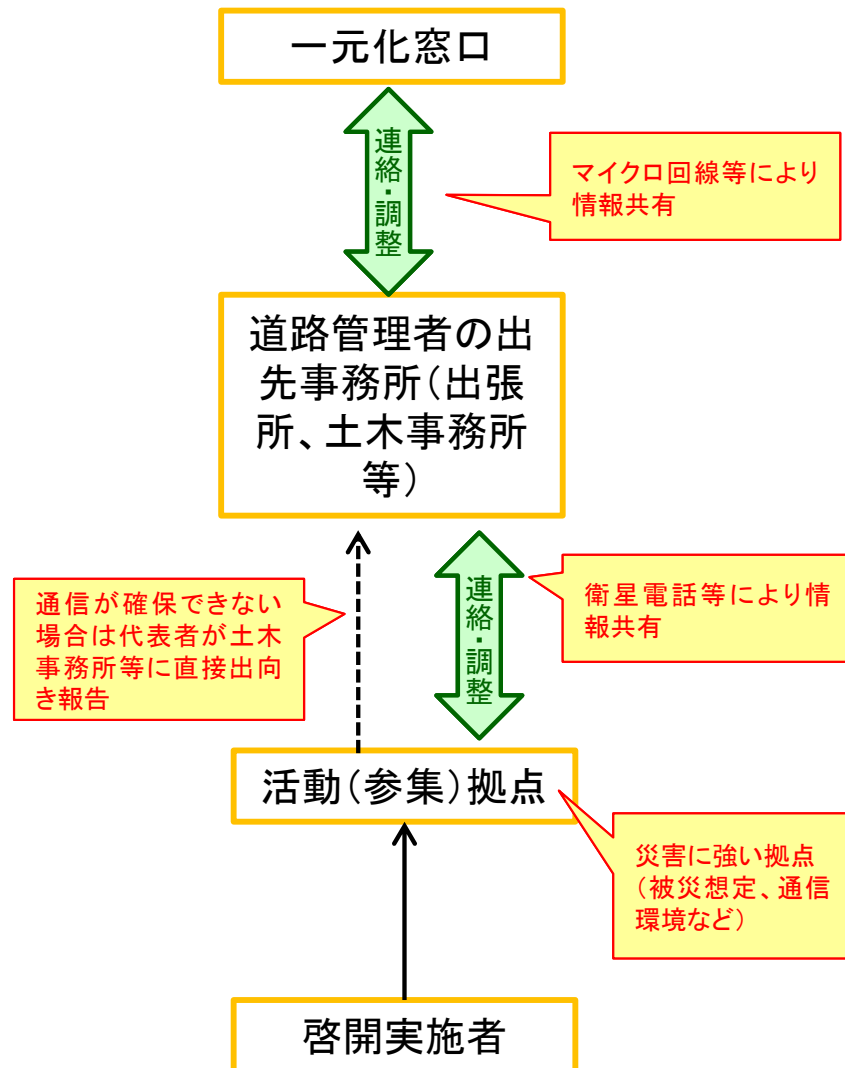 一元化窓口
連絡・調整
マイクロ回線等により
情報共有
道路管理者の出
先事務所(出張
所、土木事務所
等)
通信が確保できない
場合は代表者が土木
事務所等に直接出向
き報告
連絡・調整
衛星電話等により情
報共有
活動(参集)拠点
災害に強い拠点
(被災想定、通信
環境など)
啓開実施者